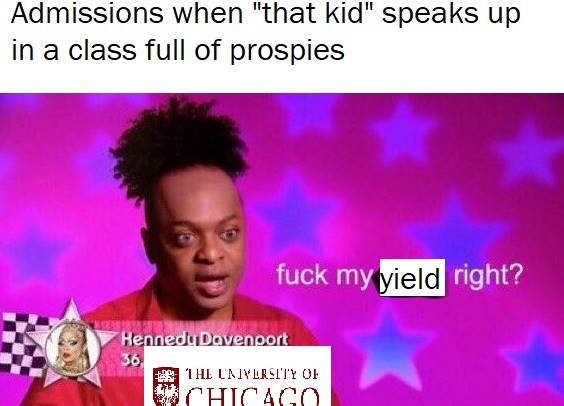 Admissions when "that kid" speaks up
in a class full of prospies
fuck my yield right?
Kennedy Davenport
36,
THE UNIVERSITY OF
CHICAGO